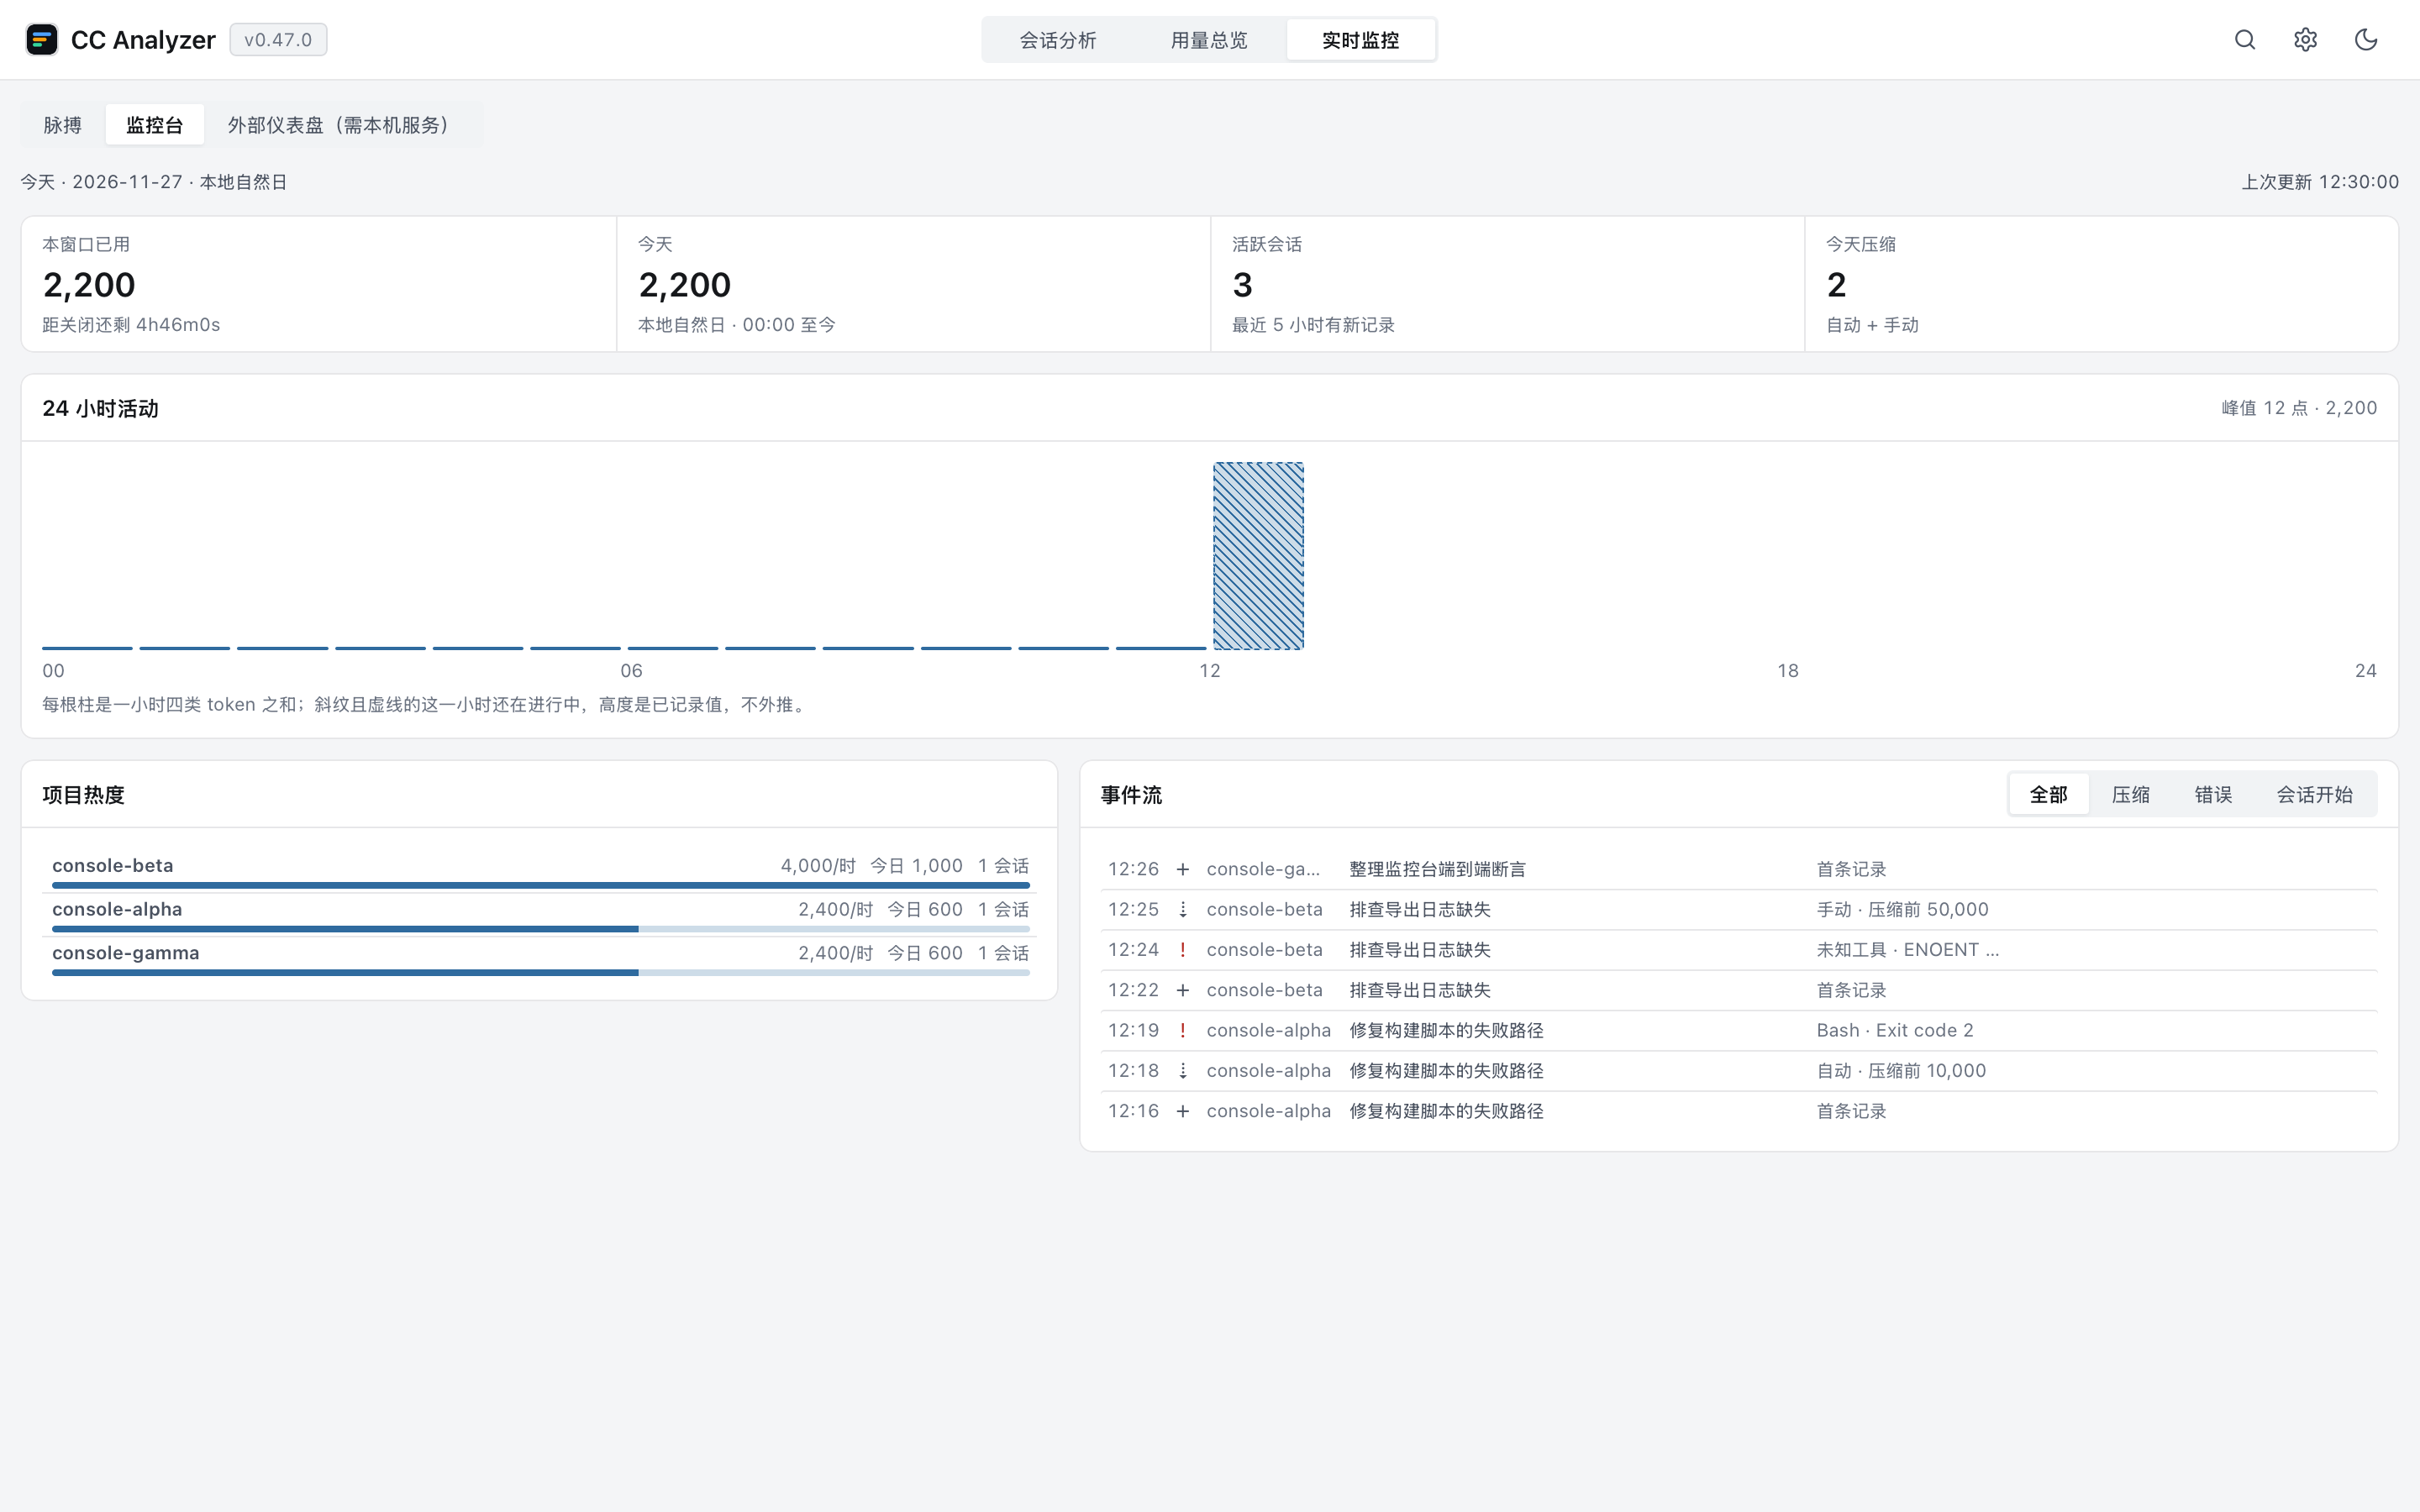 CC Analyzer v0.47.0 会话分析 用量总览 实时监控
脉搏 监控台 外部仪表盘（需本机服务）
今天 · 2026-11-27 · 本地自然日 上次更新 12:30:00
本窗口已用
2,200
距关闭还剩 4h46m0s
今天
2,200
本地自然日 · 00:00 至今
活跃会话
3
最近 5 小时有新记录
今天压缩
2
自动 + 手动
24 小时活动 峰值 12 点 · 2,200
00 06 12 18 24
每根柱是一小时四类 token 之和；斜纹且虚线的这一小时还在进行中，高度是已记录值，不外推。
项目热度
console-beta 4,000/时 今日 1,000 1 会话
console-alpha 2,400/时 今日 600 1 会话
console-gamma 2,400/时 今日 600 1 会话
事件流 全部 压缩 错误 会话开始
12:26 + console-ga... 整理监控台端到端断言 首条记录
12:25 ⇣ console-beta 排查导出日志缺失 手动 · 压缩前 50,000
12:24 ! console-beta 排查导出日志缺失 未知工具 · ENOENT ...
12:22 + console-beta 排查导出日志缺失 首条记录
12:19 ! console-alpha 修复构建脚本的失败路径 Bash · Exit code 2
12:18 ⇣ console-alpha 修复构建脚本的失败路径 自动 · 压缩前 10,000
12:16 + console-alpha 修复构建脚本的失败路径 首条记录